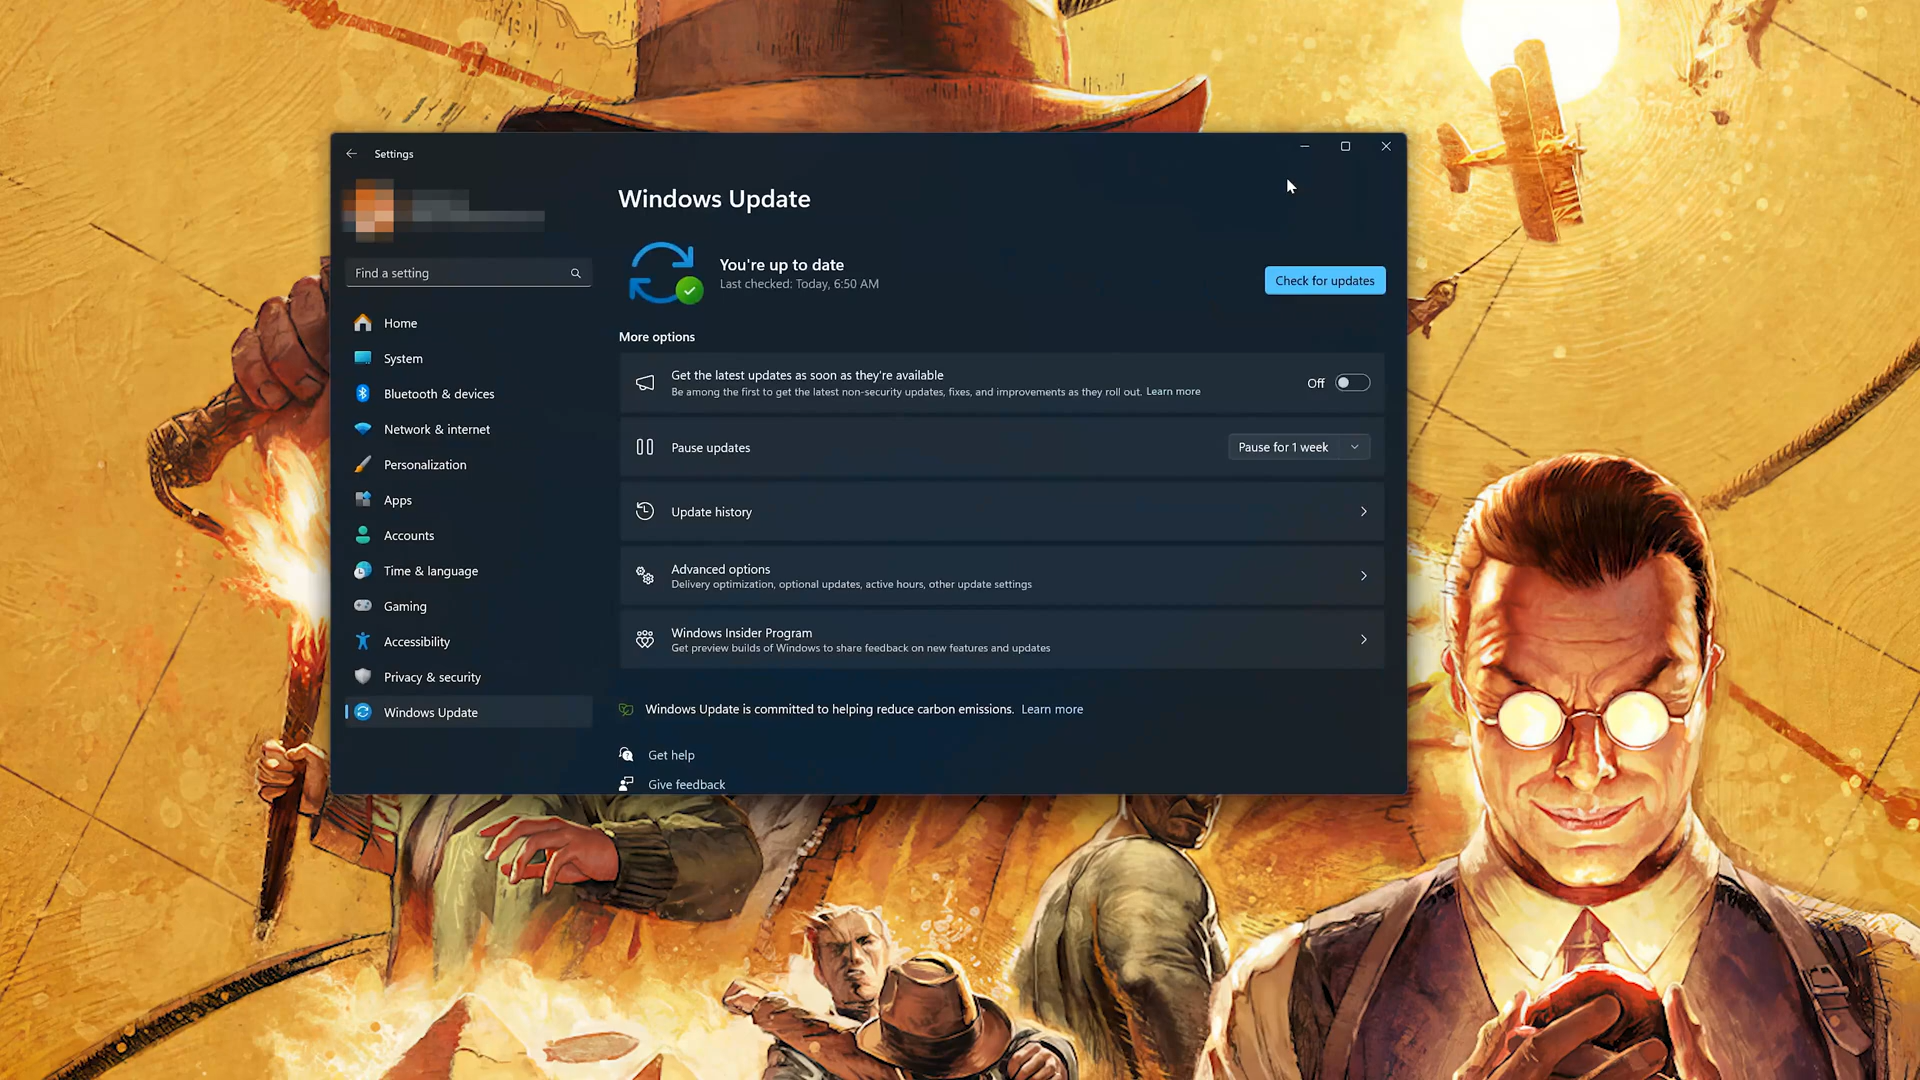 Settings
Find a setting
Home
System
Bluetooth & devices
Network & internet
Personalization
Apps
Accounts
Time & language
Gaming
Accessibility
Privacy & security
Windows Update
Windows Update
You're up to date
Last checked: Today, 6:50 AM
Check for updates
More options
Get the latest updates as soon as they're available
Be among the first to get the latest non-security updates, fixes, and improvements as they roll out. Learn more
Off
Pause updates
Pause for 1 week
Update history
Advanced options
Delivery optimization, optional updates, active hours, other update settings
Windows Insider Program
Get preview builds of Windows to share feedback on new features and updates
Windows Update is committed to helping reduce carbon emissions. Learn more
Get help
Give feedback